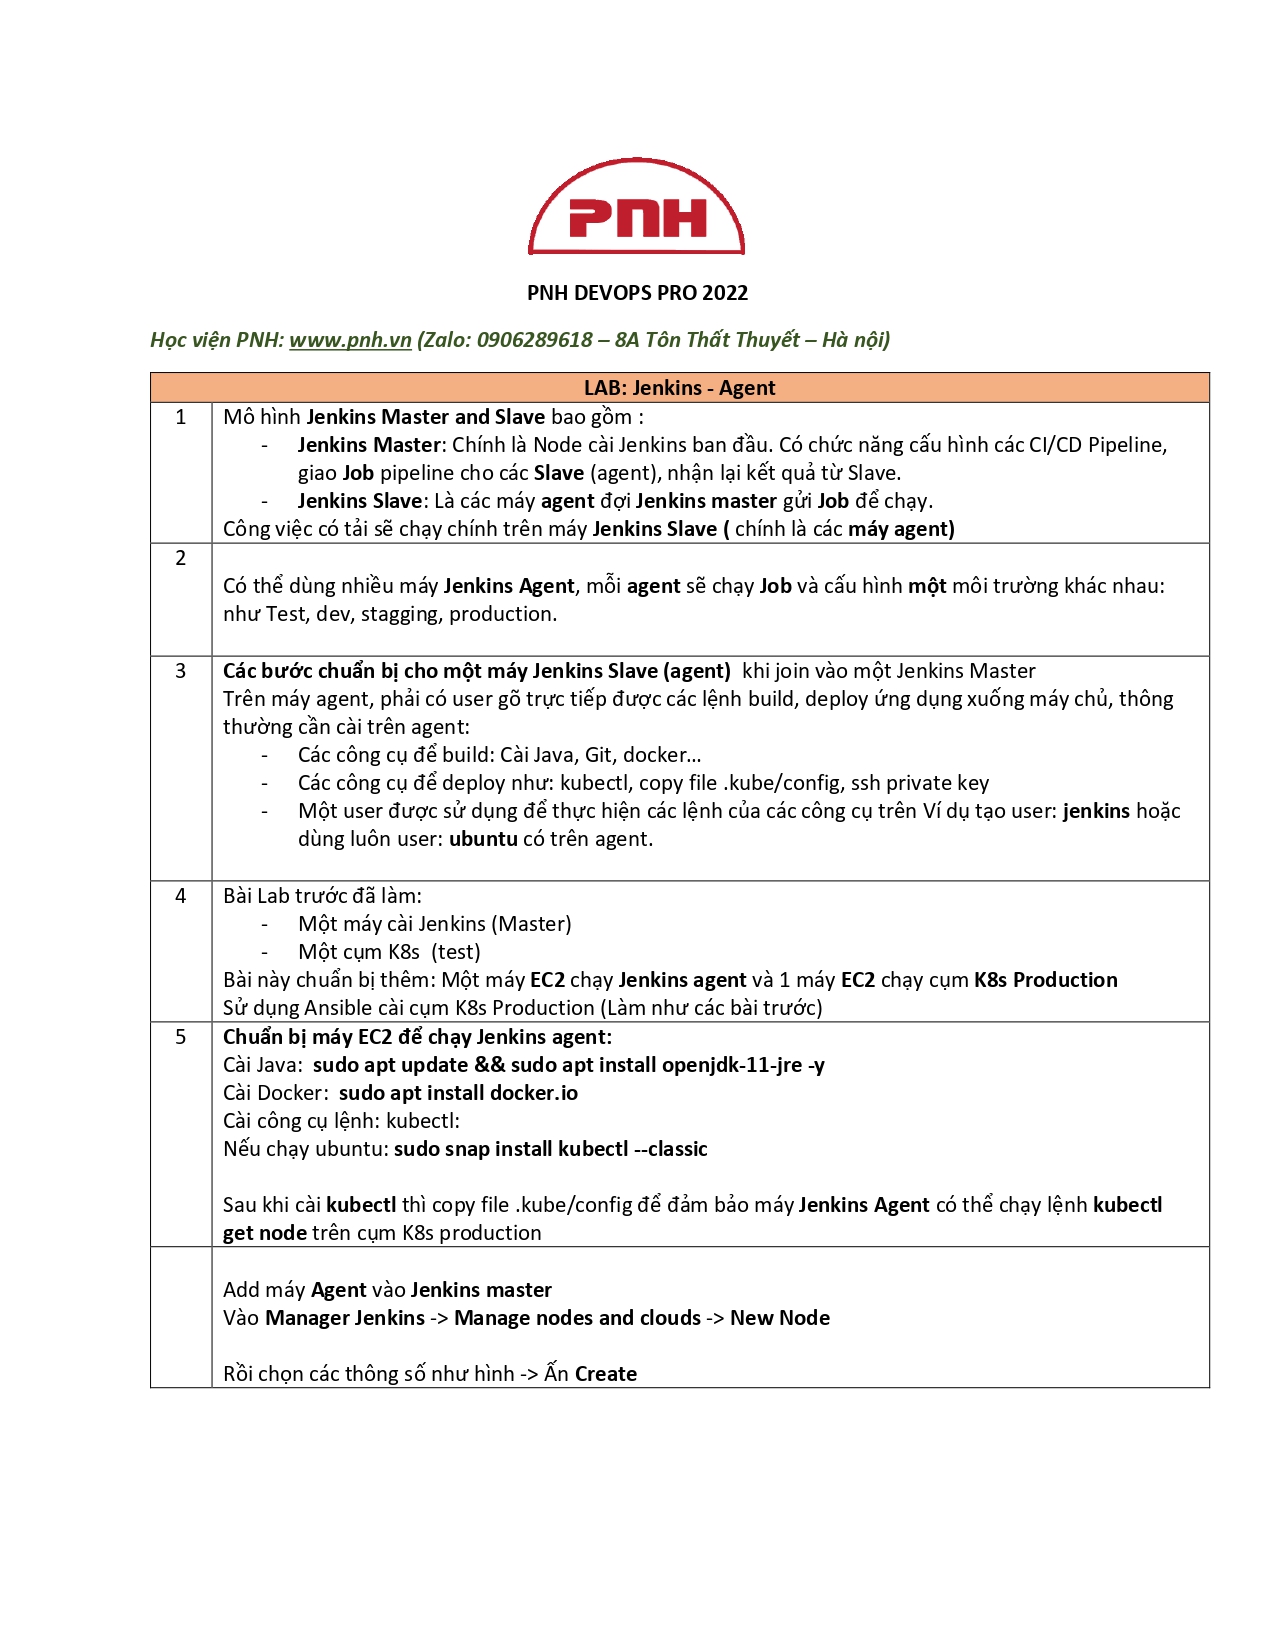 PNH
PNH DEVOPS PRO 2022
Học viện PNH: www.pnh.vn (Zalo: 0906289618 – 8A Tôn Thất Thuyết – Hà nội)
LAB: Jenkins - Agent
1
Mô hình Jenkins Master and Slave bao gồm :
- Jenkins Master: Chính là Node cài Jenkins ban đầu. Có chức năng cấu hình các CI/CD Pipeline,
giao Job pipeline cho các Slave (agent), nhận lại kết quả từ Slave.
- Jenkins Slave: Là các máy agent đợi Jenkins master gửi Job để chạy.
Công việc có tải sẽ chạy chính trên máy Jenkins Slave ( chính là các máy agent)
2
Có thể dùng nhiều máy Jenkins Agent, mỗi agent sẽ chạy Job và cấu hình một môi trường khác nhau:
như Test, dev, stagging, production.
3
Các bước chuẩn bị cho một máy Jenkins Slave (agent) khi join vào một Jenkins Master
Trên máy agent, phải có user gõ trực tiếp được các lệnh build, deploy ứng dụng xuống máy chủ, thông
thường cần cài trên agent:
- Các công cụ để build: Cài Java, Git, docker...
- Các công cụ để deploy như: kubectl, copy file .kube/config, ssh private key
- Một user được sử dụng để thực hiện các lệnh của các công cụ trên Ví dụ tạo user: jenkins hoặc
dùng luôn user: ubuntu có trên agent.
4
Bài Lab trước đã làm:
- Một máy cài Jenkins (Master)
- Một cụm K8s (test)
Bài này chuẩn bị thêm: Một máy EC2 chạy Jenkins agent và 1 máy EC2 chạy cụm K8s Production
Sử dụng Ansible cài cụm K8s Production (Làm như các bài trước)
5
Chuẩn bị máy EC2 để chạy Jenkins agent:
Cài Java: sudo apt update && sudo apt install openjdk-11-jre -y
Cài Docker: sudo apt install docker.io
Cài công cụ lệnh: kubectl:
Nếu chạy ubuntu: sudo snap install kubectl --classic
Sau khi cài kubectl thì copy file .kube/config để đảm bảo máy Jenkins Agent có thể chạy lệnh kubectl
get node trên cụm K8s production
Add máy Agent vào Jenkins master
Vào Manager Jenkins -> Manage nodes and clouds -> New Node
Rồi chọn các thông số như hình -> Ấn Create